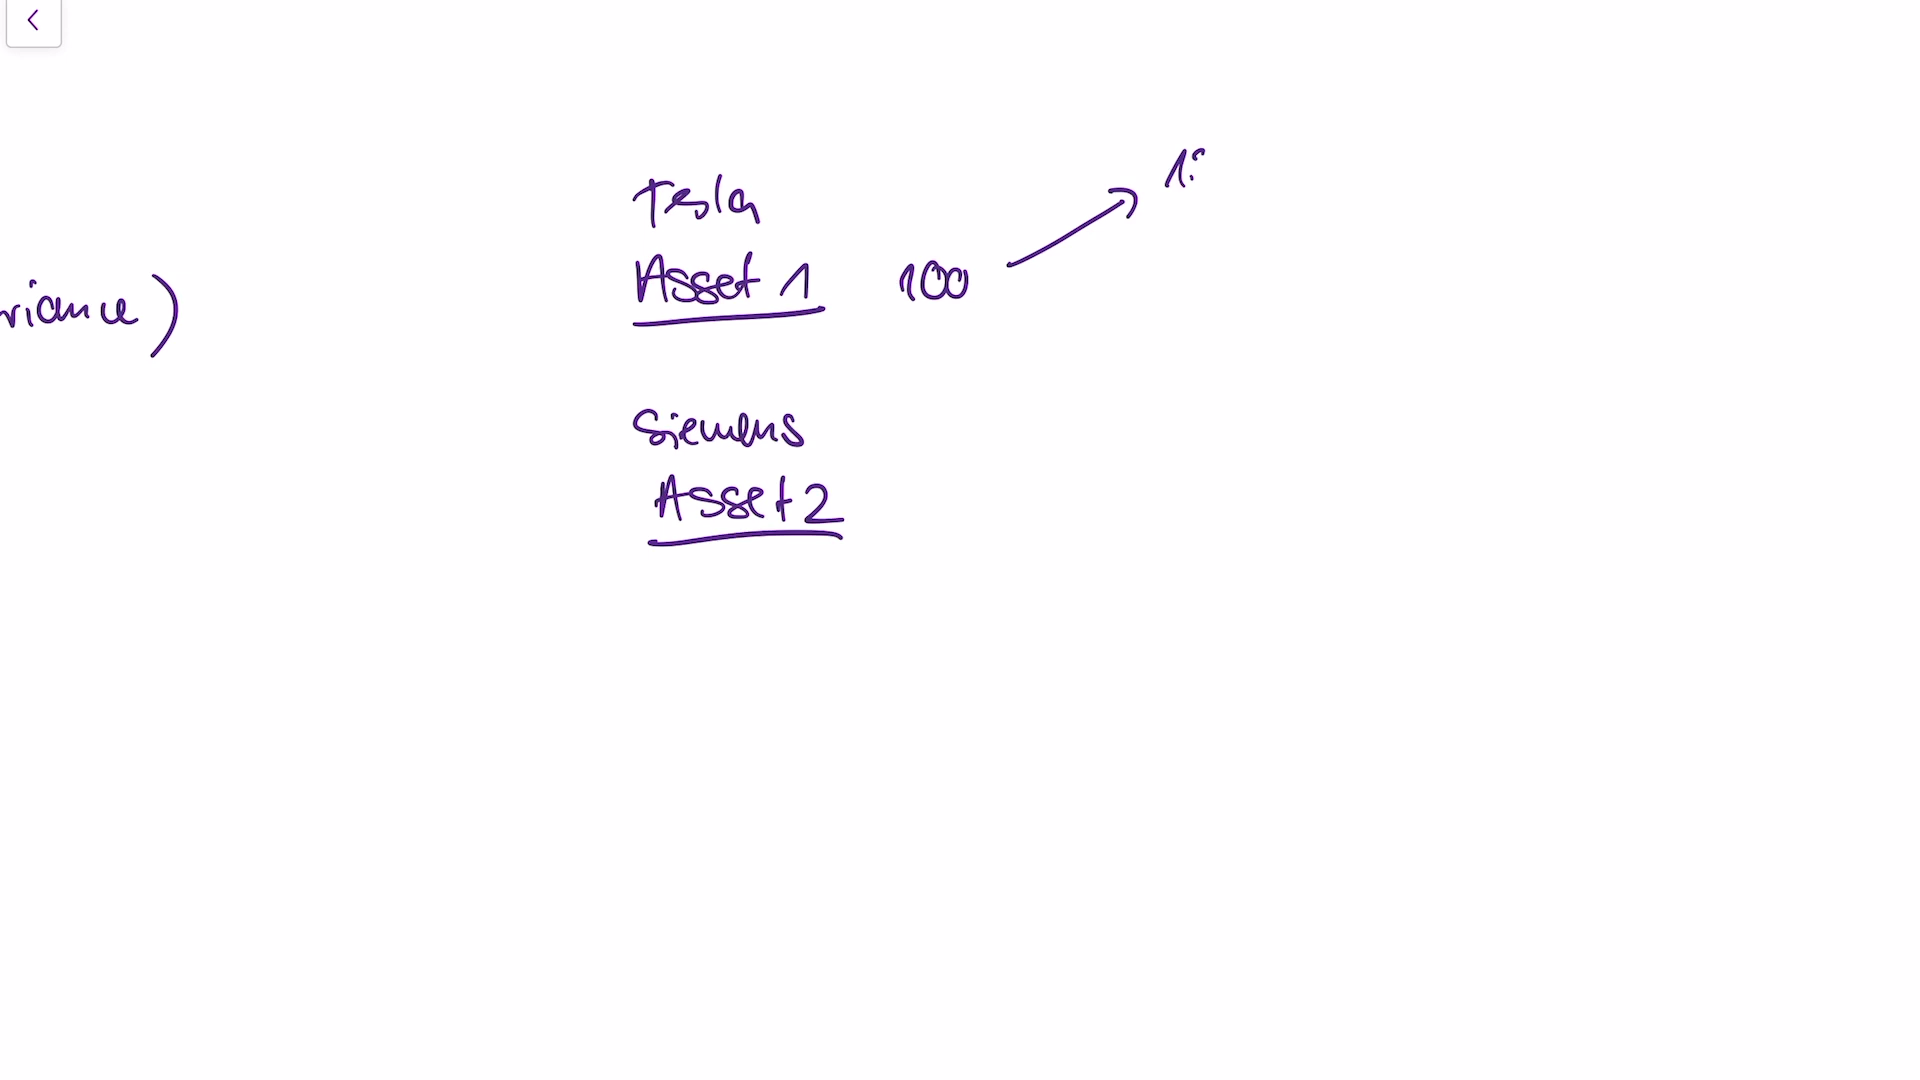 Tesla
Asset 1 100
riance)
Siemens
Asset 2